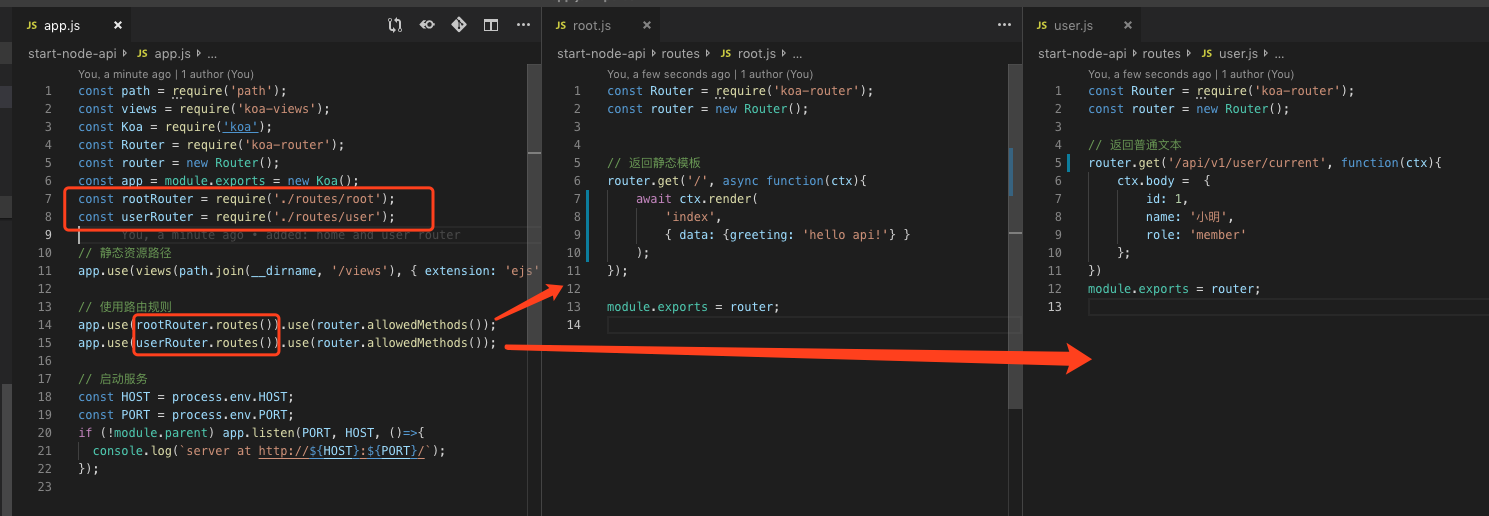 JS app.js ×
start-node-api JS app.js ...
You, a minute ago | 1 author (You)
1 const path = require('path');
2 const views = require('koa-views');
3 const Koa = require('koa');
4 const Router = require('koa-router');
5 const router = new Router();
6 const app = module.exports = new Koa();
7 const rootRouter = require('./routes/root');
8 const userRouter = require('./routes/user');
9 You, a minute ago • added: home and user router
10 // 静态资源路径
11 app.use(views(path.join(__dirname, '/views'), { extension: 'ejs'
12
13 // 使用路由规则
14 app.use(rootRouter.routes()).use(router.allowedMethods());
15 app.use(userRouter.routes()).use(router.allowedMethods());
16
17 // 启动服务
18 const HOST = process.env.HOST;
19 const PORT = process.env.PORT;
20 if (!module.parent) app.listen(PORT, HOST, ()=>{
21 console.log(`server at http://${HOST}:${PORT}/`);
22 });
23
JS root.js ×
start-node-api routes JS root.js ...
You, a few seconds ago | 1 author (You)
1 const Router = require('koa-router');
2 const router = new Router();
3
4
5 // 返回静态模板
6 router.get('/', async function(ctx){
7 await ctx.render(
8 'index',
9 { data: {greeting: 'hello api!'} }
10 );
11 });
12
13 module.exports = router;
14
JS user.js ×
start-node-api routes JS user.js ...
You, a few seconds ago | 1 author (You)
1 const Router = require('koa-router');
2 const router = new Router();
3
4 // 返回普通文本
5 router.get('/api/v1/user/current', function(ctx){
6 ctx.body = {
7 id: 1,
8 name: '小明',
9 role: 'member'
10 };
11 })
12 module.exports = router;
13